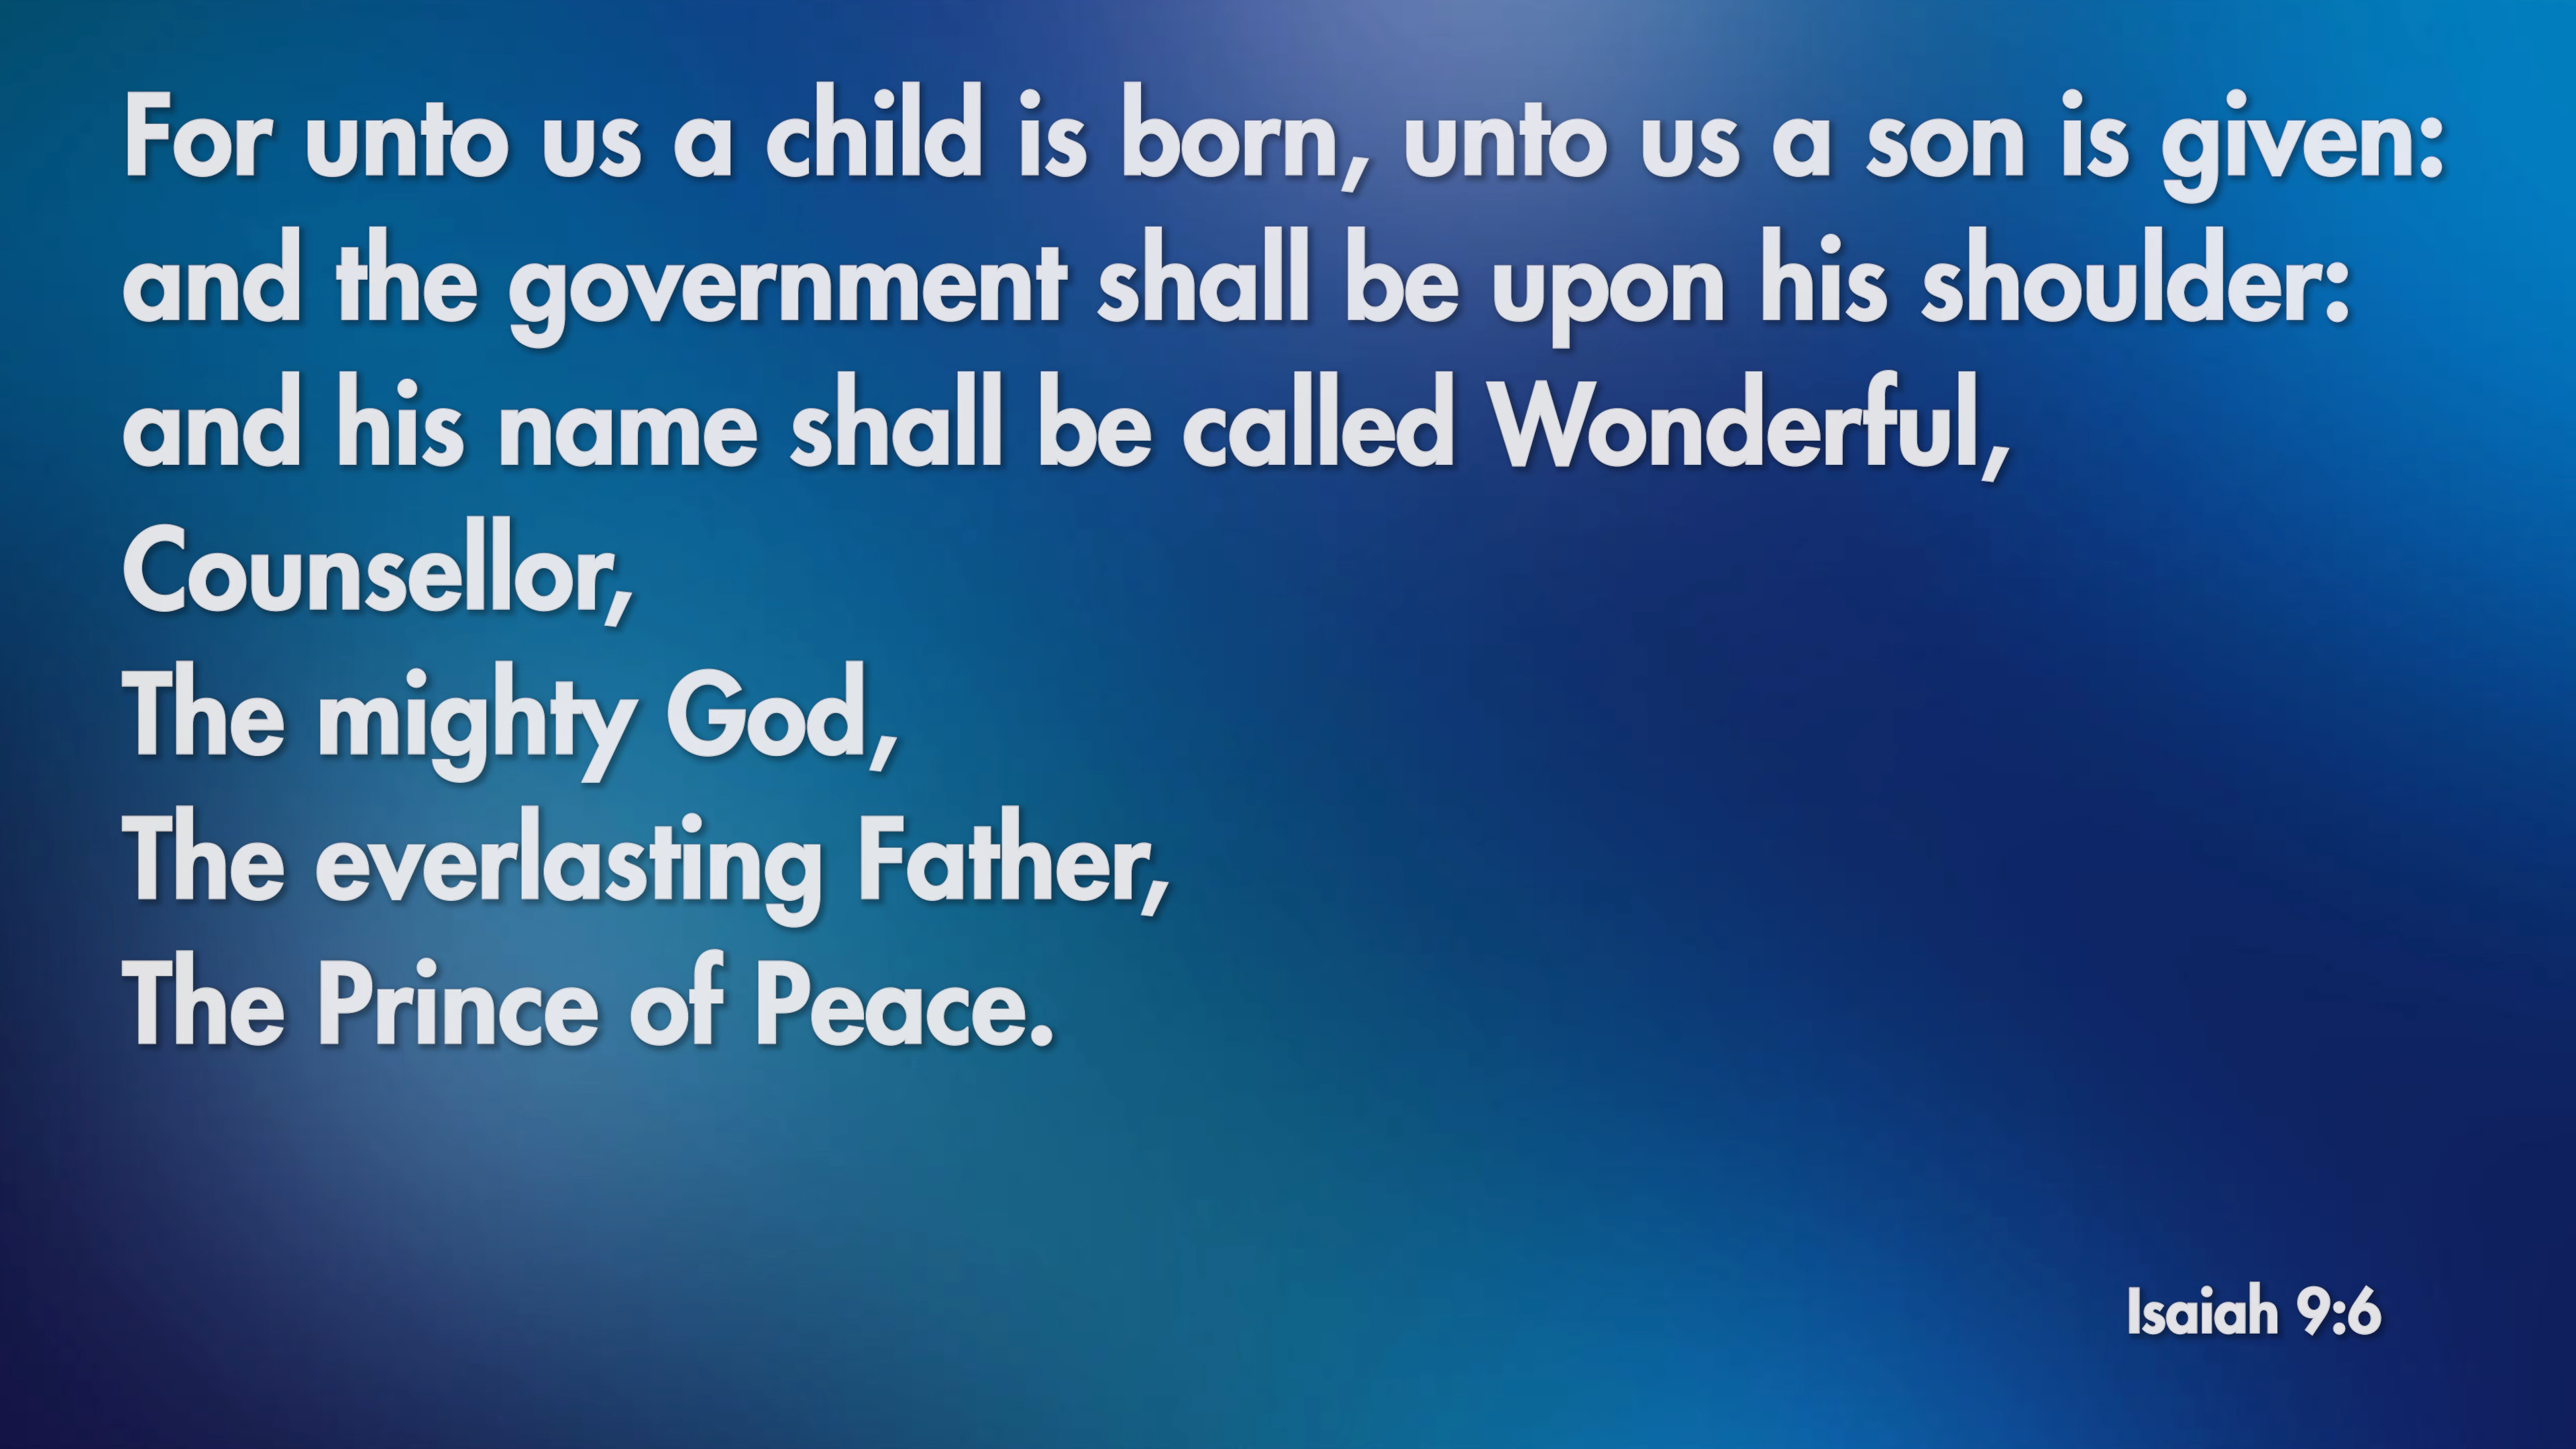 For unto us a child is born, unto us a son is given:
and the government shall be upon his shoulder:
and his name shall be called Wonderful,
Counsellor,
The mighty God,
The everlasting Father,
The Prince of Peace.
Isaiah 9:6